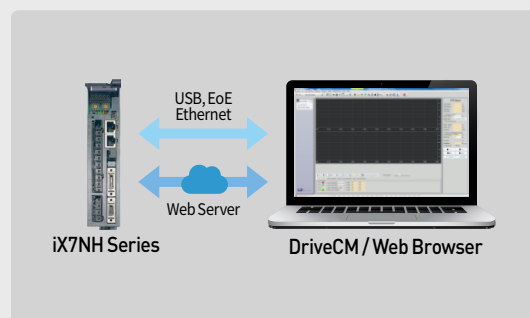 USB, EoE
Ethernet
Web Server
iX7NH Series
DriveCM / Web Browser